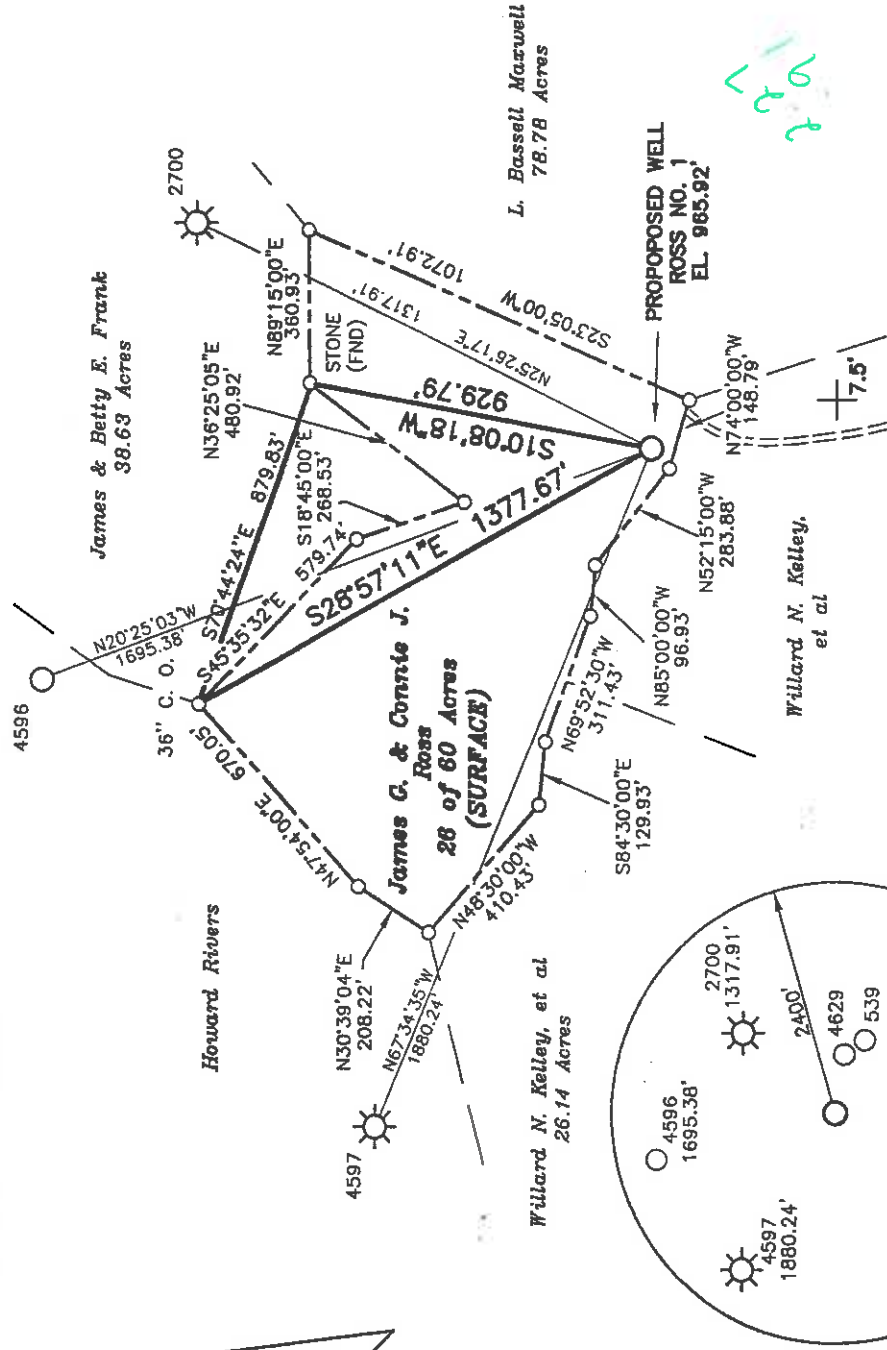 James & Betty E. Frank
38.63 Acres
2700
4596
N20°25'03"W
1695.38'
36" C. O.
S70°44'24"E 879.83'
N36°25'05"E
480.92'
N89°15'00"E
360.93'
STONE
(FND)
L. Bassell Maxwell
78.78 Acres
S45°35'32"E 579.74'
S18°45'00"E
268.53'
S28°57'11"E 1377.67'
S10°08'18"W
929.79'
N25°26'17"E 1317.91'
S23°05'00"W 1072.91'
Howard Rivers
N47°54'00"E 670.05'
James G. & Connie J.
Ross
26 of 60 Acres
(SURFACE)
N30°39'04"E
208.22'
N67°34'35"W
1880.24'
4597
N48°30'00"W
410.43'
S84°30'00"E
129.93'
N69°52'30"W
311.43'
N85°00'00"W
96.93'
N52°15'00"W
283.88'
N74°00'00"W
148.79'
PROPOPOSED WELL
ROSS NO. 1
EL. 965.92'
7.5'
Willard N. Kelley,
et al
Willard N. Kelley, et al
26.14 Acres
4597
1880.24'
4596
1695.38'
2700
1317.91'
2400'
4629
539